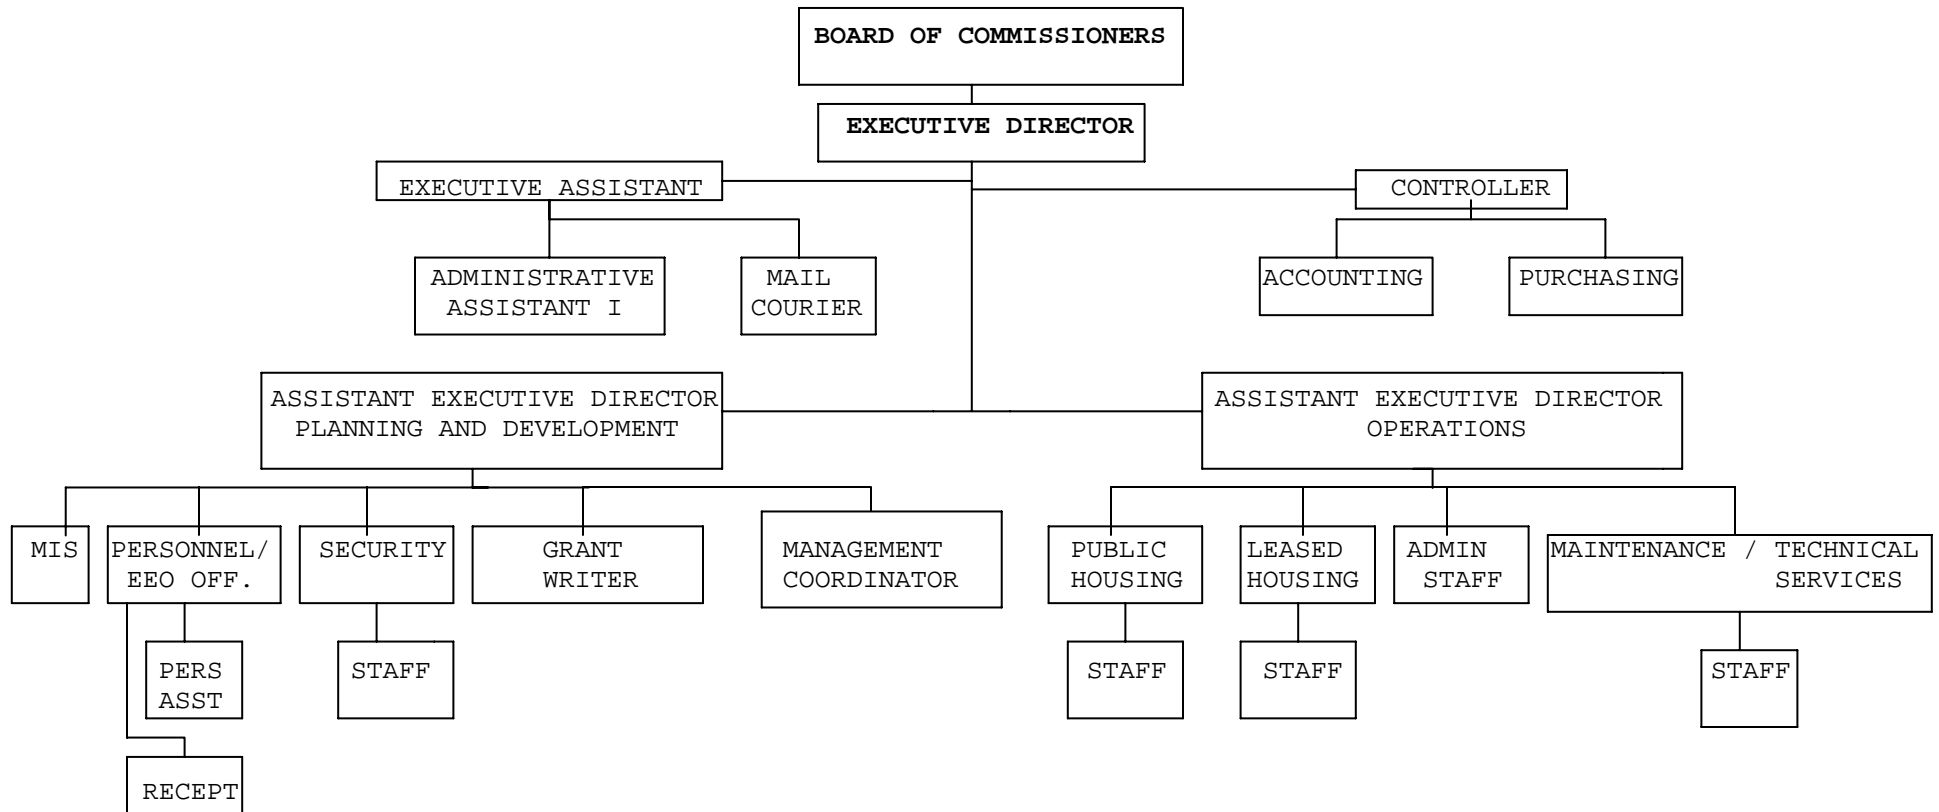 BOARD OF COMMISSIONERS
EXECUTIVE DIRECTOR
EXECUTIVE ASSISTANT
CONTROLLER
ADMINISTRATIVE
ASSISTANT I
MAIL
COURIER
ACCOUNTING
PURCHASING
ASSISTANT EXECUTIVE DIRECTOR
PLANNING AND DEVELOPMENT
ASSISTANT EXECUTIVE DIRECTOR
OPERATIONS
MIS
PERSONNEL/
EEO OFF.
SECURITY
GRANT
WRITER
MANAGEMENT
COORDINATOR
PUBLIC
HOUSING
LEASED
HOUSING
ADMIN
STAFF
MAINTENANCE / TECHNICAL
SERVICES
PERS
ASST
STAFF
STAFF
STAFF
STAFF
RECEPT